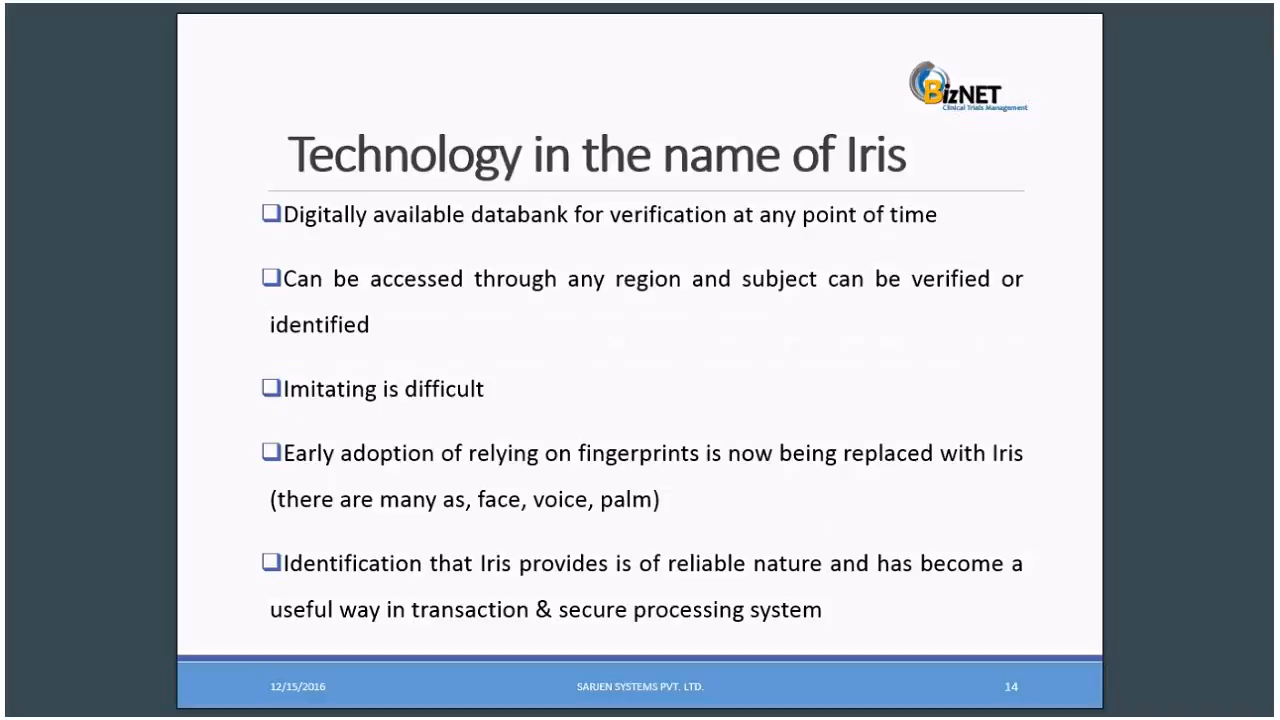 BizNET
Clinical Trials Management
Technology in the name of Iris
Digitally available databank for verification at any point of time
Can be accessed through any region and subject can be verified or
identified
Imitating is difficult
Early adoption of relying on fingerprints is now being replaced with Iris
(there are many as, face, voice, palm)
Identification that Iris provides is of reliable nature and has become a
useful way in transaction & secure processing system
12/15/2016
SARJEN SYSTEMS PVT. LTD.
14